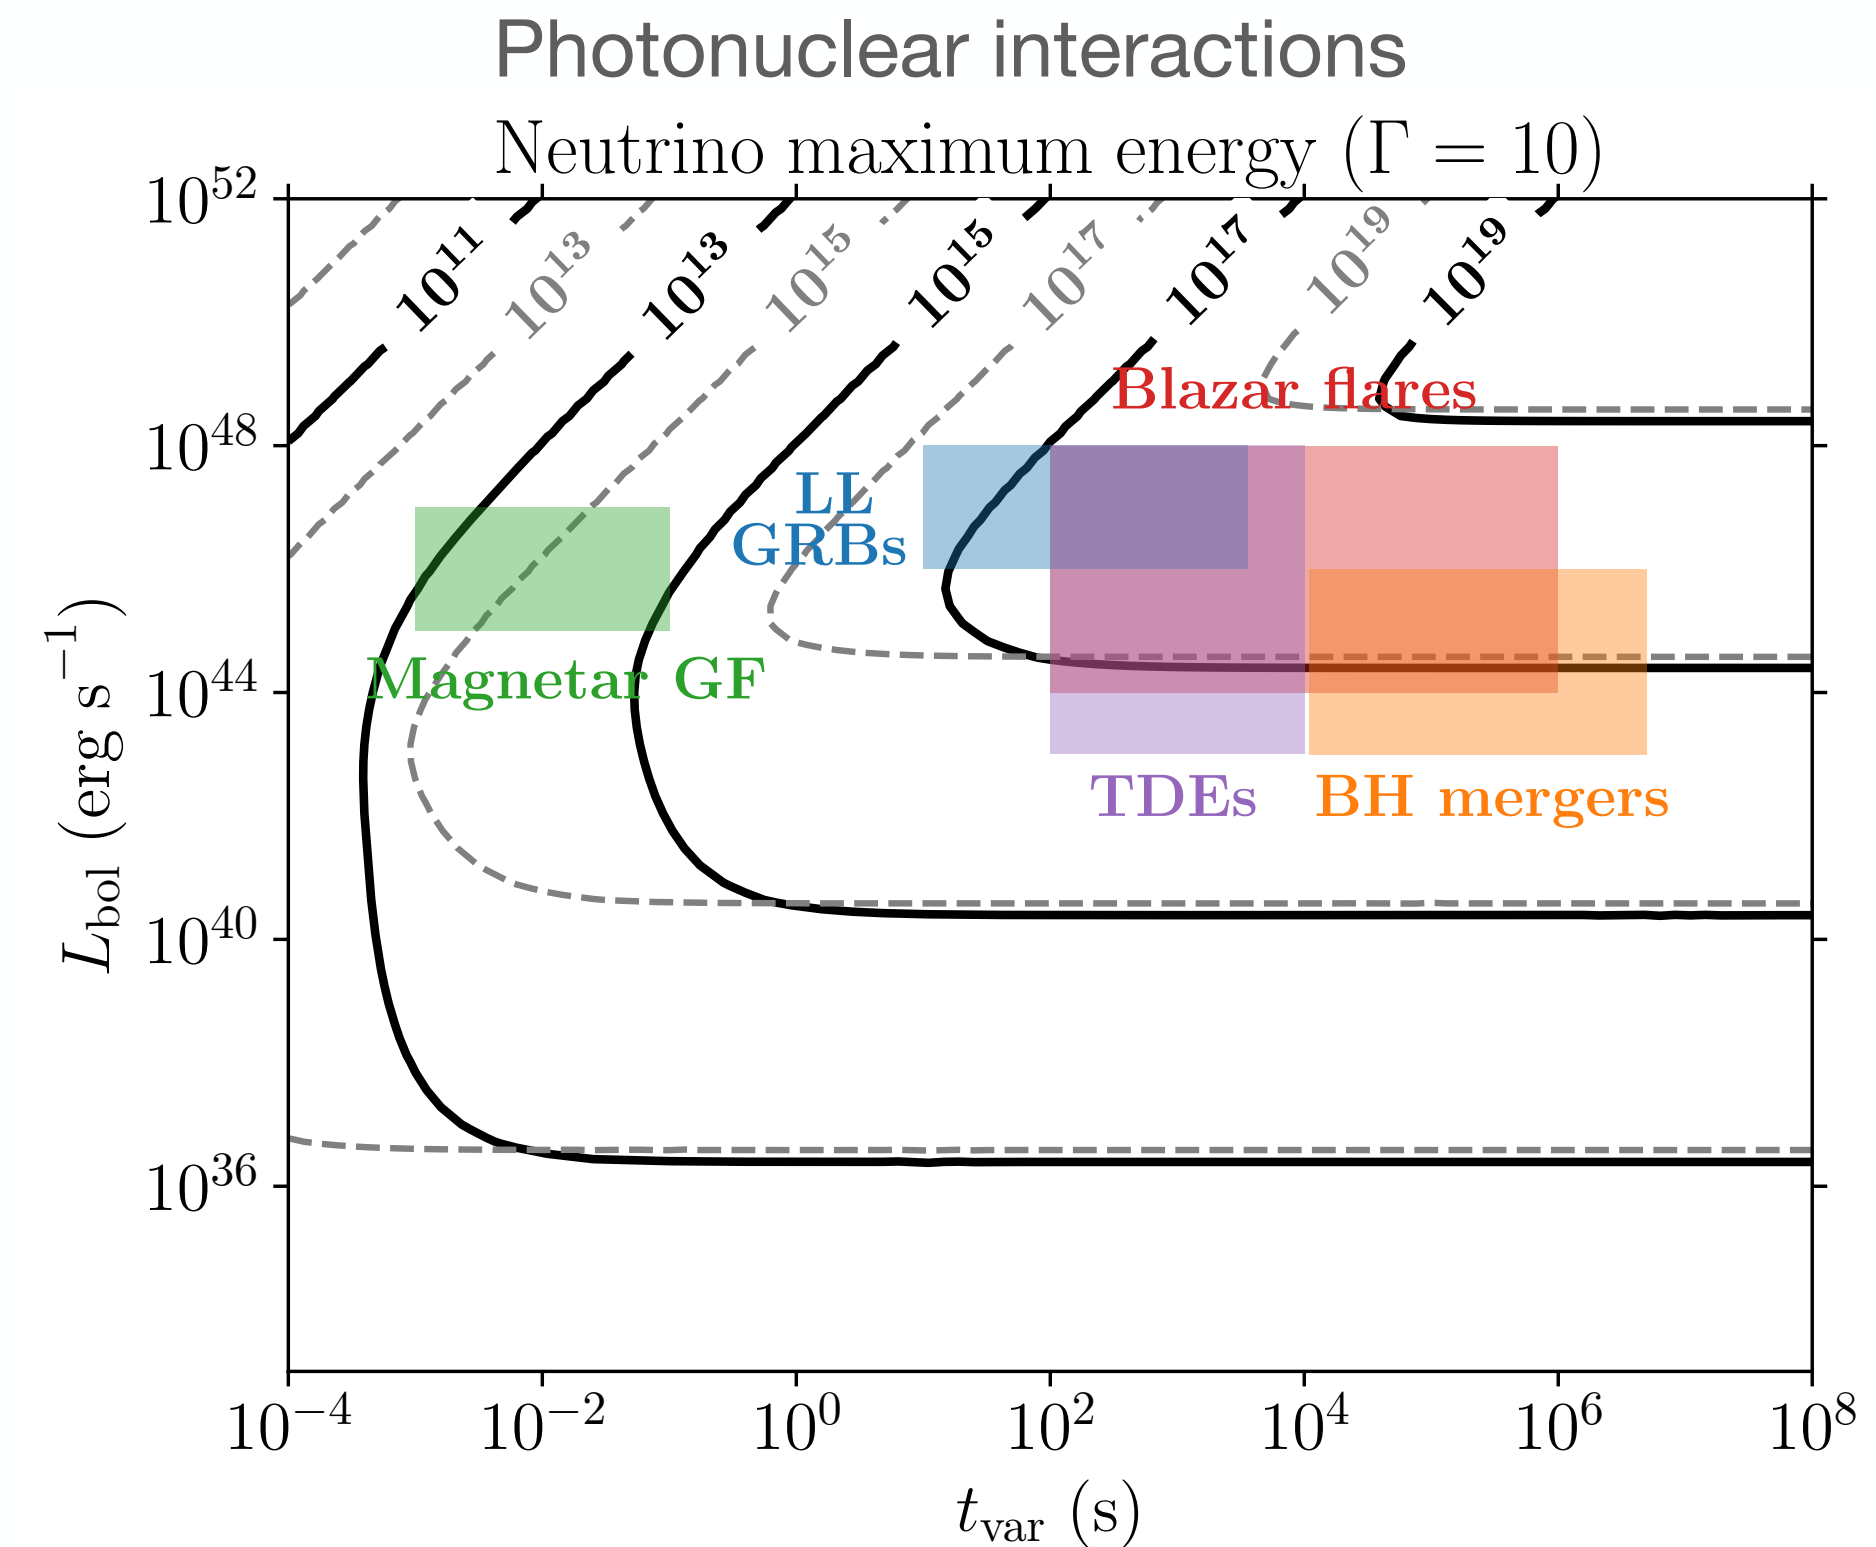 Photonuclear interactions
Neutrino maximum energy (Γ = 10)
10^52
10^48
10^44
10^40
10^36
L_bol (erg s^−1)
10^11
10^13
10^13
10^15
10^15
10^17
10^17
10^19
10^19
Blazar flares
LL
GRBs
Magnetar GF
TDEs
BH mergers
10^−4
10^−2
10^0
10^2
10^4
10^6
10^8
t_var (s)